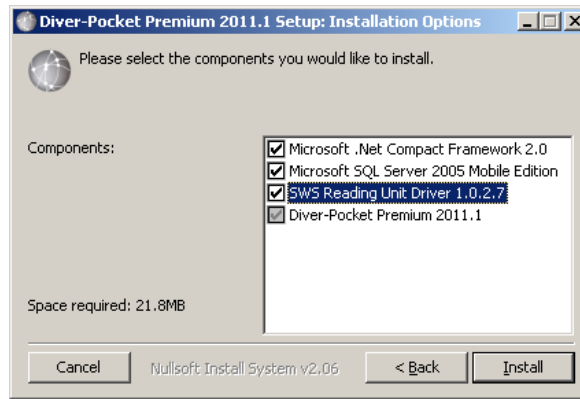 Diver-Pocket Premium 2011.1 Setup: Installation Options
Please select the components you would like to install.
Components:
Microsoft .Net Compact Framework 2.0
Microsoft SQL Server 2005 Mobile Edition
SWS Reading Unit Driver 1.0.2.7
Diver-Pocket Premium 2011.1
Space required: 21.8MB
Cancel
Nullsoft Install System v2.06
< Back
Install